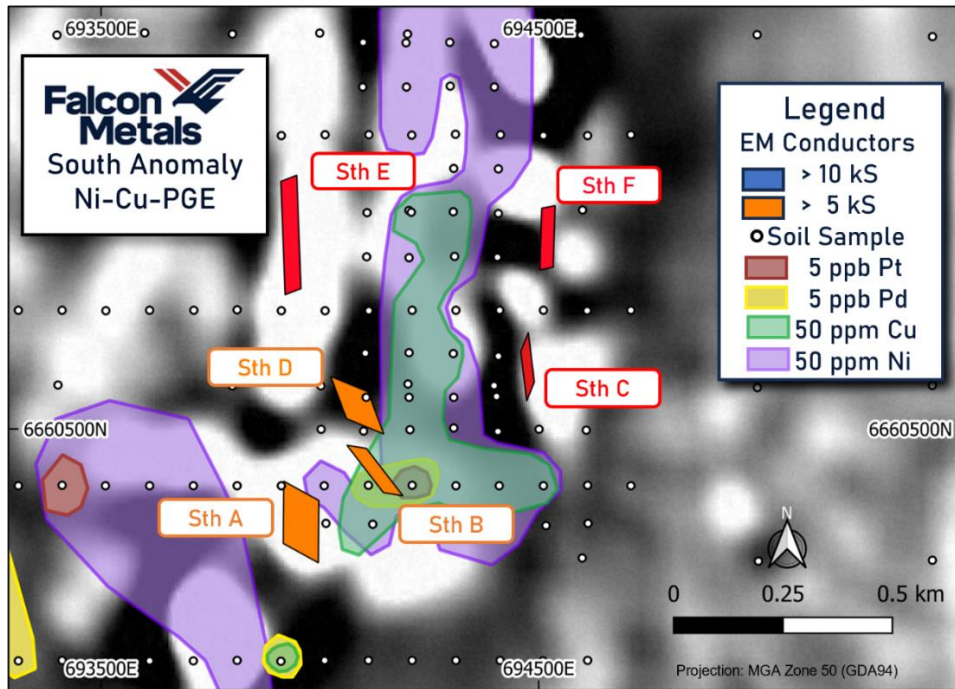 693500E
694500E
Falcon
Metals
South Anomaly
Ni-Cu-PGE
Legend
EM Conductors
> 10 kS
> 5 kS
Soil Sample
5 ppb Pt
5 ppb Pd
50 ppm Cu
50 ppm Ni
Sth E
Sth F
Sth D
Sth C
6660500N
6660500N
Sth A
Sth B
N
0
0.25
0.5 km
693500E
694500E
Projection: MGA Zone 50 (GDA94)